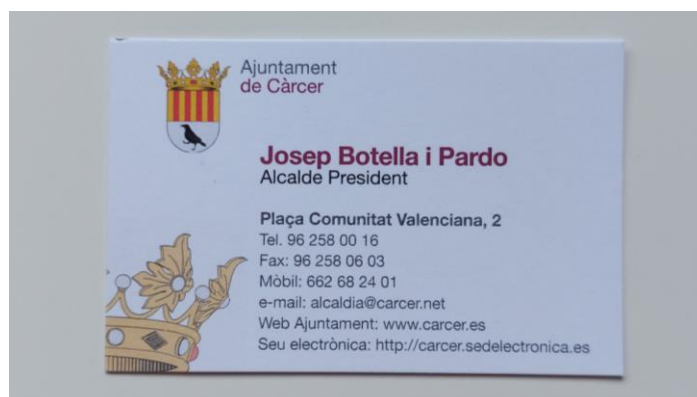 Ajuntament
de Càrcer
Josep Botella i Pardo
Alcalde President
Plaça Comunitat Valenciana, 2
Tel. 96 258 00 16
Fax: 96 258 06 03
Mòbil: 662 68 24 01
e-mail: alcaldia@carcer.net
Web Ajuntament: www.carcer.es
Seu electrònica: http://carcer.sedelectronica.es